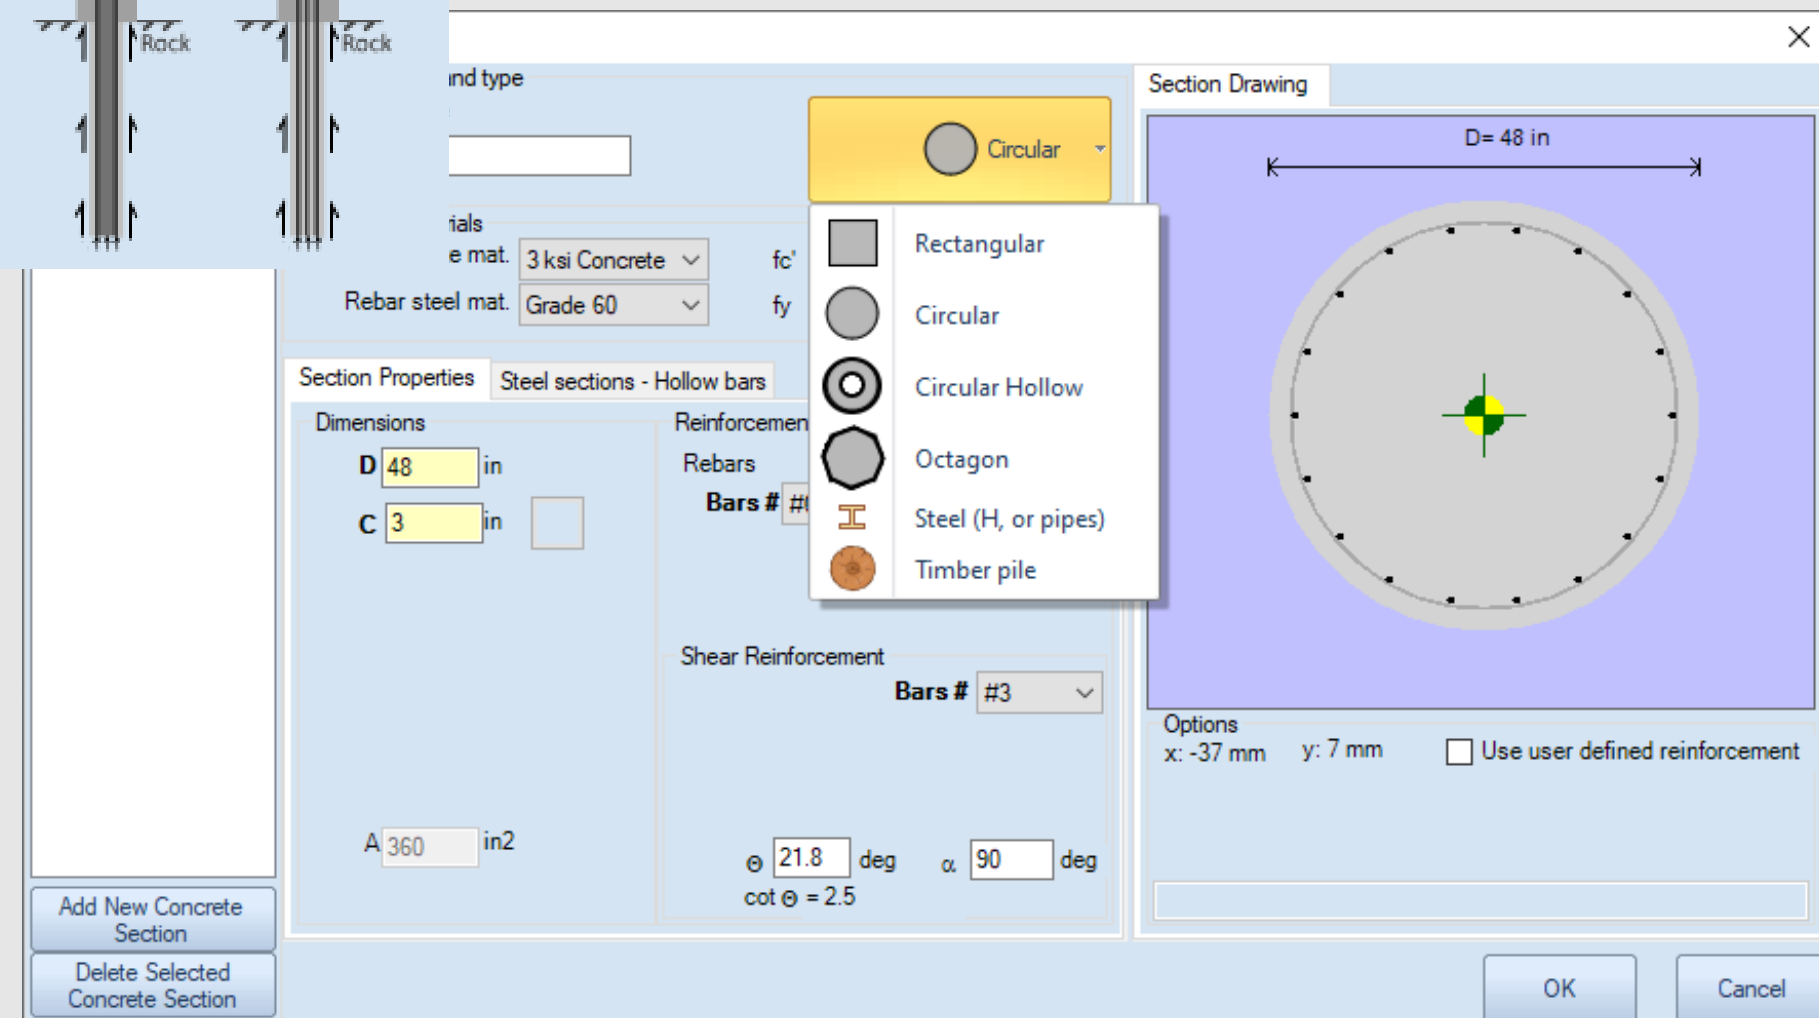 Rock
Rock
and type
Circular
Section Drawing
D= 48 in
rials
e mat.
3 ksi Concrete
fc'
Rebar steel mat.
Grade 60
fy
Rectangular
Circular
Circular Hollow
Octagon
Steel (H, or pipes)
Timber pile
Section Properties
Steel sections - Hollow bars
Dimensions
D 48 in
C 3 in
A 360 in2
Reinforcemen
Rebars
Bars #
Shear Reinforcement
Bars # #3
Θ 21.8 deg
α 90 deg
cot Θ = 2.5
Options
x: -37 mm y: 7 mm
Use user defined reinforcement
Add New Concrete
Section
Delete Selected
Concrete Section
OK
Cancel